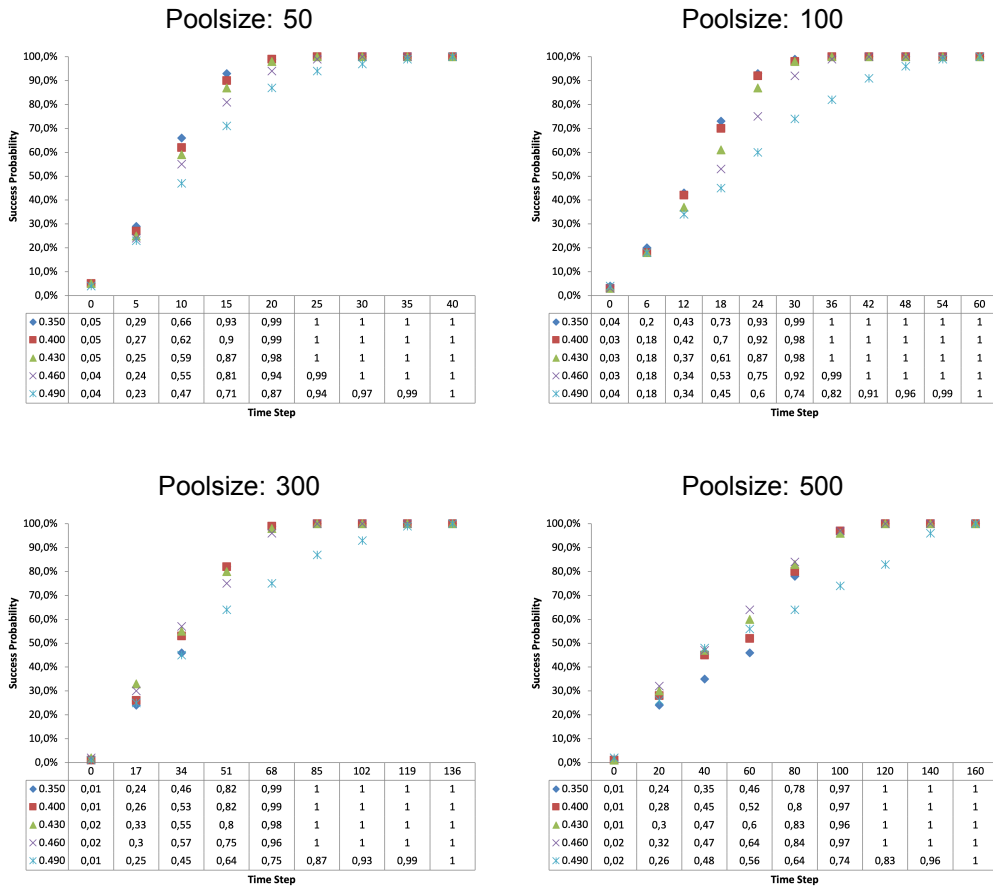 Poolsize: 50
100,0%
90,0%
80,0%
70,0%
60,0%
50,0%
40,0%
30,0%
20,0%
10,0%
0,0%
Success Probability
0 5 10 15 20 25 30 35 40
0.350 0,05 0,29 0,66 0,93 0,99 1 1 1 1
0.400 0,05 0,27 0,62 0,9 0,99 1 1 1 1
0.430 0,05 0,25 0,59 0,87 0,98 1 1 1 1
0.460 0,04 0,24 0,55 0,81 0,94 0,99 1 1 1
0.490 0,04 0,23 0,47 0,71 0,87 0,94 0,97 0,99 1
Time Step
Poolsize: 100
100,0%
90,0%
80,0%
70,0%
60,0%
50,0%
40,0%
30,0%
20,0%
10,0%
0,0%
Success Probability
0 6 12 18 24 30 36 42 48 54 60
0.350 0,04 0,2 0,43 0,73 0,93 0,99 1 1 1 1 1
0.400 0,03 0,18 0,42 0,7 0,92 0,98 1 1 1 1 1
0.430 0,03 0,18 0,37 0,61 0,87 0,98 1 1 1 1 1
0.460 0,03 0,18 0,34 0,53 0,75 0,92 0,99 1 1 1 1
0.490 0,04 0,18 0,34 0,45 0,6 0,74 0,82 0,91 0,96 0,99 1
Time Step
Poolsize: 300
100,0%
90,0%
80,0%
70,0%
60,0%
50,0%
40,0%
30,0%
20,0%
10,0%
0,0%
Success Probability
0 17 34 51 68 85 102 119 136
0.350 0,01 0,24 0,46 0,82 0,99 1 1 1 1
0.400 0,01 0,26 0,53 0,82 0,99 1 1 1 1
0.430 0,02 0,33 0,55 0,8 0,98 1 1 1 1
0.460 0,02 0,3 0,57 0,75 0,96 1 1 1 1
0.490 0,01 0,25 0,45 0,64 0,75 0,87 0,93 0,99 1
Time Step
Poolsize: 500
100,0%
90,0%
80,0%
70,0%
60,0%
50,0%
40,0%
30,0%
20,0%
10,0%
0,0%
Success Probability
0 20 40 60 80 100 120 140 160
0.350 0,01 0,24 0,35 0,46 0,78 0,97 1 1 1
0.400 0,01 0,28 0,45 0,52 0,8 0,97 1 1 1
0.430 0,01 0,3 0,47 0,6 0,83 0,96 1 1 1
0.460 0,02 0,32 0,47 0,64 0,84 0,97 1 1 1
0.490 0,02 0,26 0,48 0,56 0,64 0,74 0,83 0,96 1
Time Step